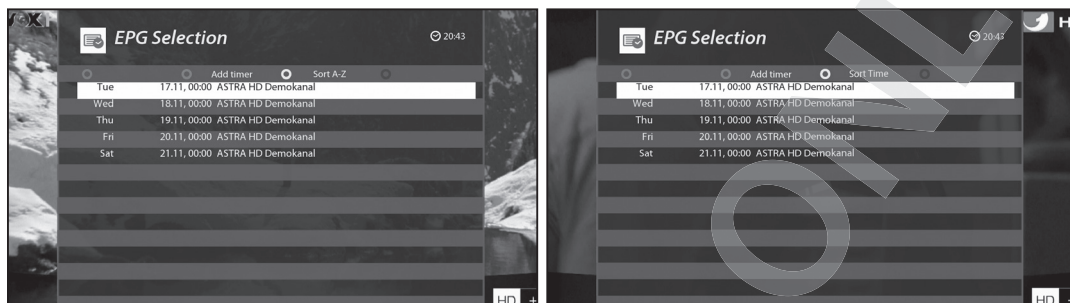 EPG Selection
20:43
Add timer
Sort A-Z
Tue 17.11, 00:00 ASTRA HD Demokanal
Wed 18.11, 00:00 ASTRA HD Demokanal
Thu 19.11, 00:00 ASTRA HD Demokanal
Fri 20.11, 00:00 ASTRA HD Demokanal
Sat 21.11, 00:00 ASTRA HD Demokanal
HD +
EPG Selection
20:43
Add timer
Sort Time
Tue 17.11, 00:00 ASTRA HD Demokanal
Wed 18.11, 00:00 ASTRA HD Demokanal
Thu 19.11, 00:00 ASTRA HD Demokanal
Fri 20.11, 00:00 ASTRA HD Demokanal
Sat 21.11, 00:00 ASTRA HD Demokanal
H
HD
ONL